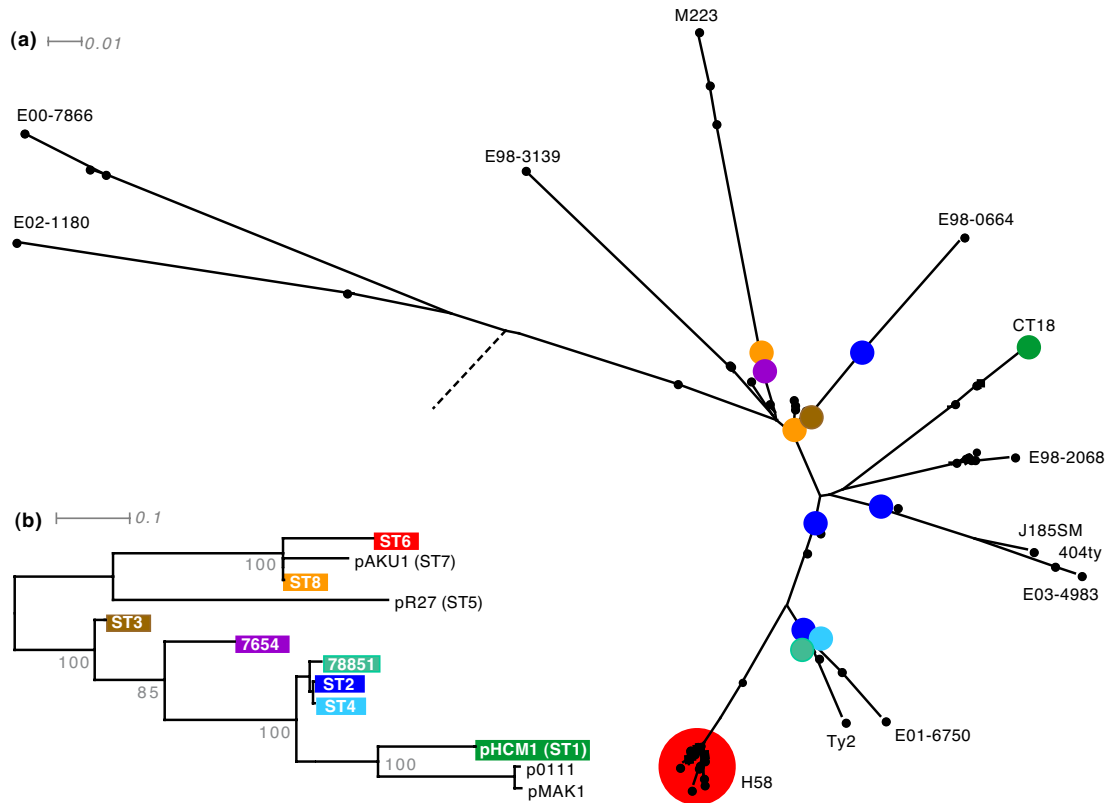 M223
(a) 0.01
E00-7866
E98-3139
E02-1180
E98-0664
CT18
E98-2068
J185SM
404ty
E03-4983
E01-6750
Ty2
H58
(b) 0.1
ST6
100
pAKU1 (ST7)
ST8
pR27 (ST5)
ST3
7654
100
78851
85
ST2
ST4
100
pHCM1 (ST1)
100
p0111
pMAK1